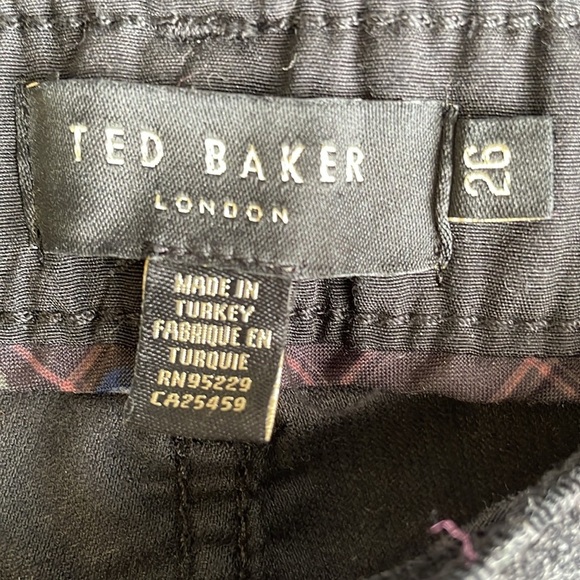 TED BAKER
LONDON
26
MADE IN
TURKEY
FABRIQUE EN
TURQUIE
RN95229
CA25459